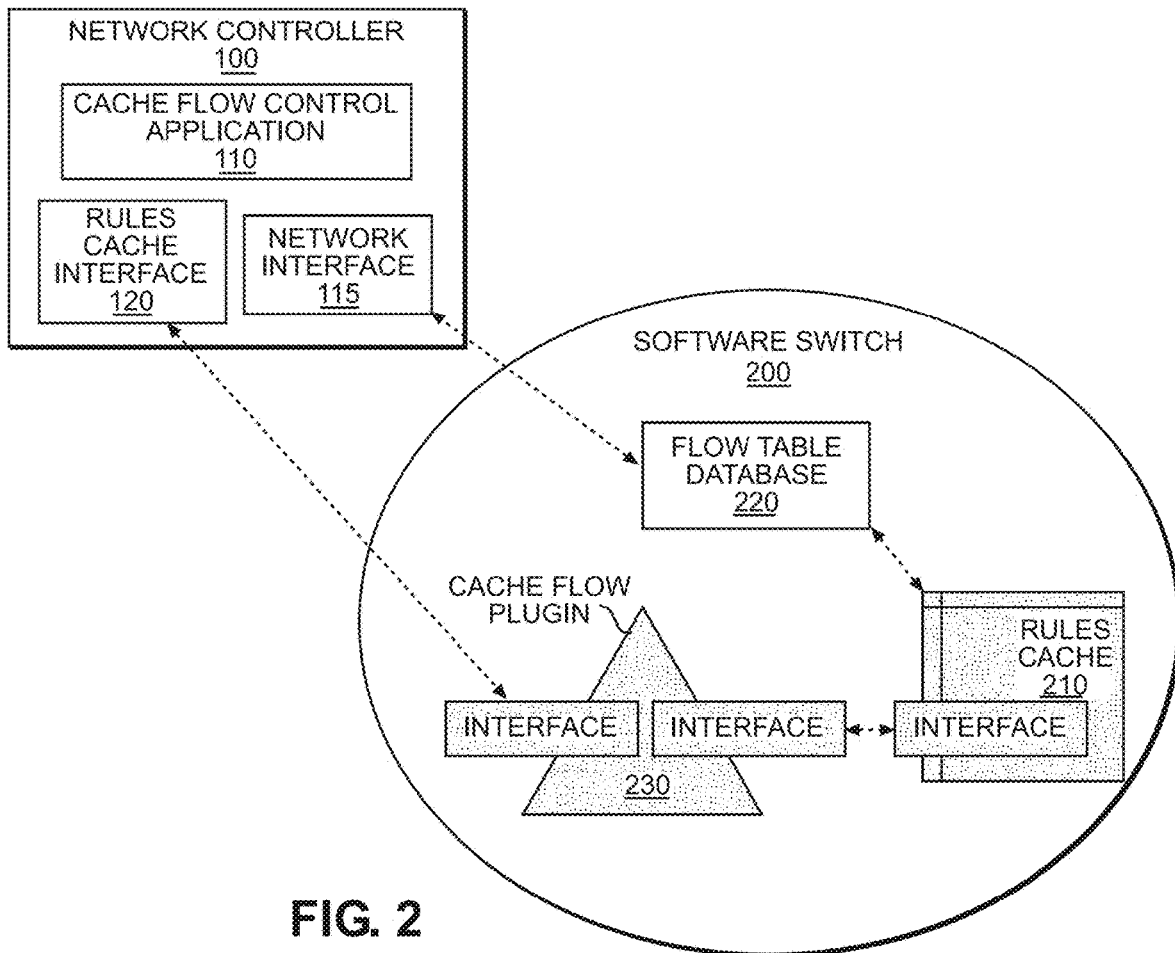 NETWORK CONTROLLER
100
CACHE FLOW CONTROL
APPLICATION
110
RULES
CACHE
INTERFACE
120
NETWORK
INTERFACE
115
SOFTWARE SWITCH
200
FLOW TABLE
DATABASE
220
CACHE FLOW
PLUGIN
RULES
CACHE
210
INTERFACE
INTERFACE
INTERFACE
230
FIG. 2